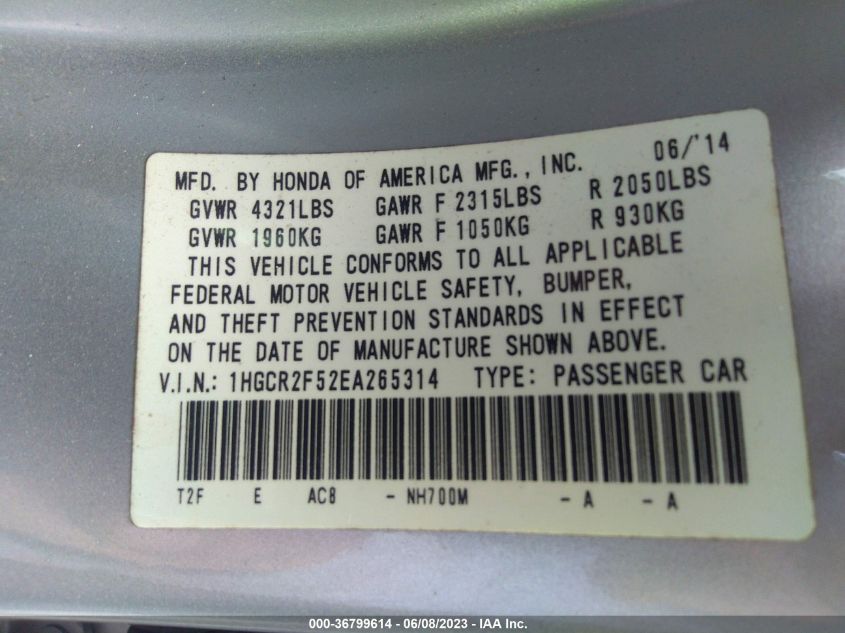 MFD. BY HONDA OF AMERICA MFG., INC. 06/'14
GVWR 4321LBS GAWR F 2315LBS R 2050LBS
GVWR 1960KG GAWR F 1050KG R 930KG
THIS VEHICLE CONFORMS TO ALL APPLICABLE
FEDERAL MOTOR VEHICLE SAFETY, BUMPER,
AND THEFT PREVENTION STANDARDS IN EFFECT
ON THE DATE OF MANUFACTURE SHOWN ABOVE.
V.I.N.: 1HGCR2F52EA265314 TYPE: PASSENGER CAR
T2F E AC8 - NH700M - A - A
000-36799614 - 06/08/2023 - IAA Inc.